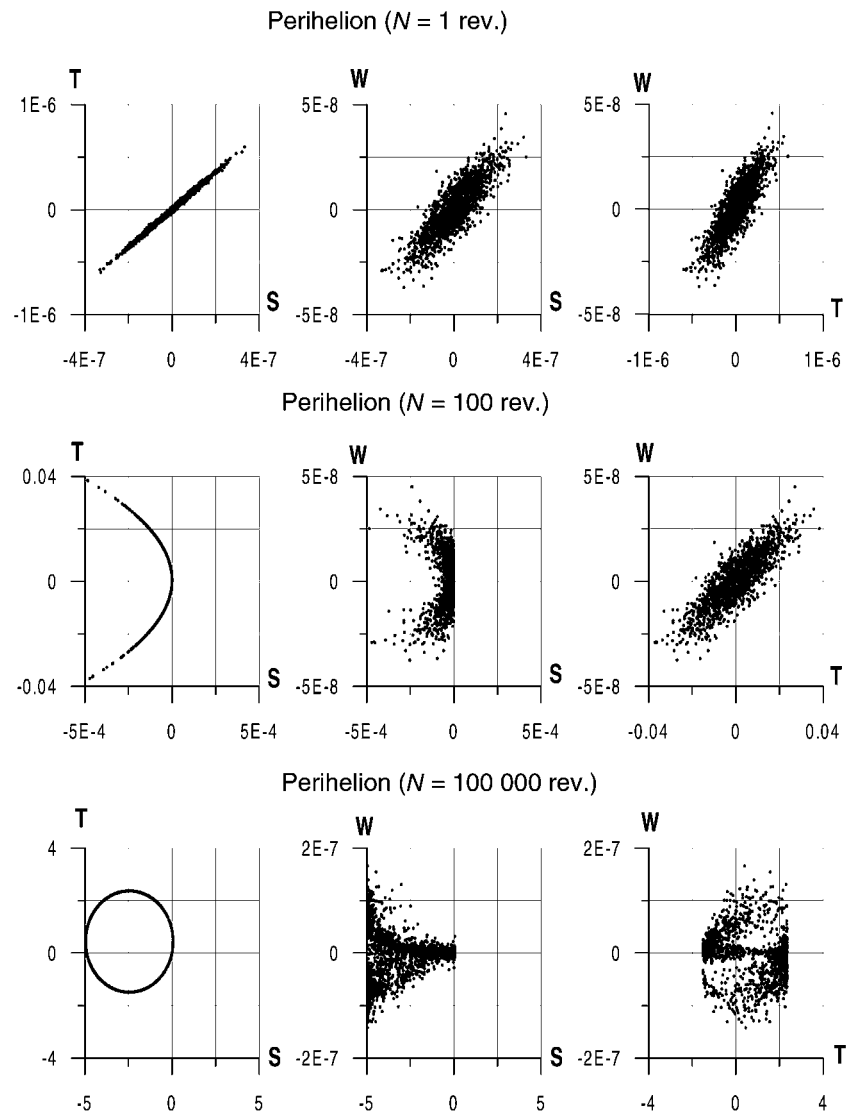 Perihelion (N = 1 rev.)
T W W
1E-6 5E-8 5E-8
0 0 0
-1E-6 S -5E-8 S -5E-8 T
-4E-7 0 4E-7 -4E-7 0 4E-7 -1E-6 0 1E-6
Perihelion (N = 100 rev.)
T W W
0.04 5E-8 5E-8
0 0 0
-0.04 S -5E-8 S -5E-8 T
-5E-4 0 5E-4 -5E-4 0 5E-4 -0.04 0 0.04
Perihelion (N = 100 000 rev.)
T W W
4 2E-7 2E-7
0 0 0
-4 S -2E-7 S -2E-7 T
-5 0 5 -5 0 5 -4 0 4